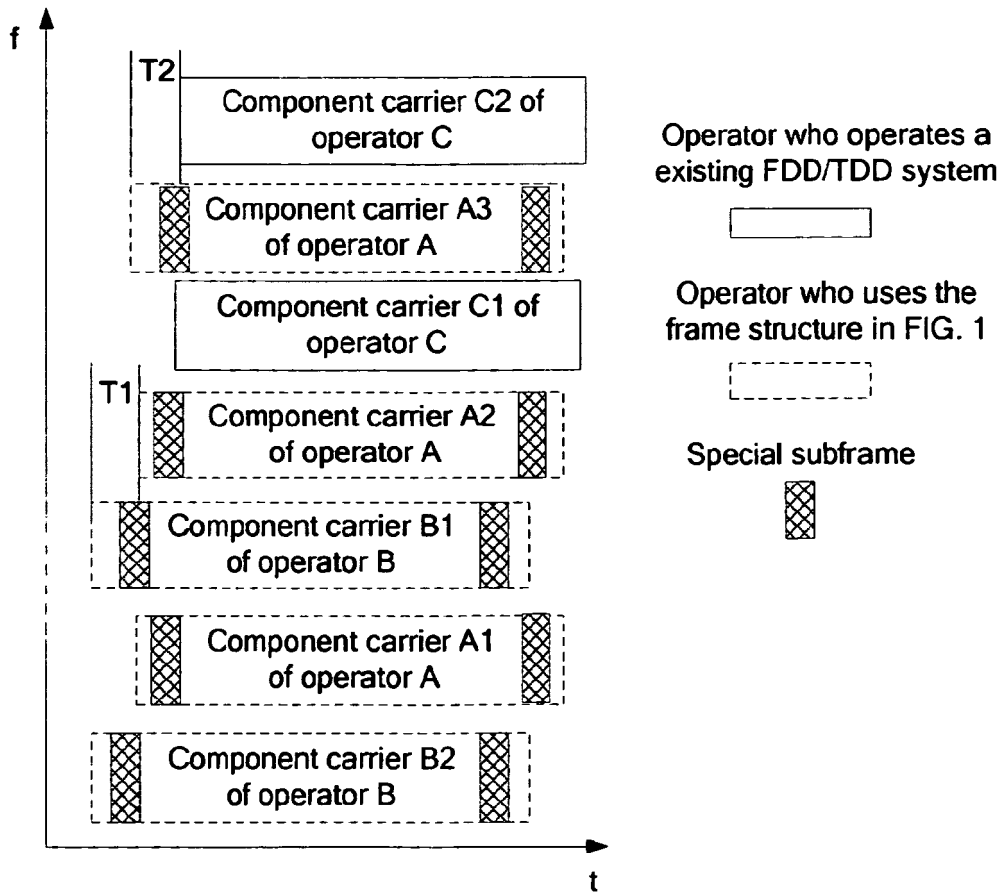 f
T2
Component carrier C2 of
operator C
Component carrier A3
of operator A
Component carrier C1 of
operator C
T1
Component carrier A2
of operator A
Component carrier B1
of operator B
Component carrier A1
of operator A
Component carrier B2
of operator B
t
Operator who operates a
existing FDD/TDD system
Operator who uses the
frame structure in FIG. 1
Special subframe